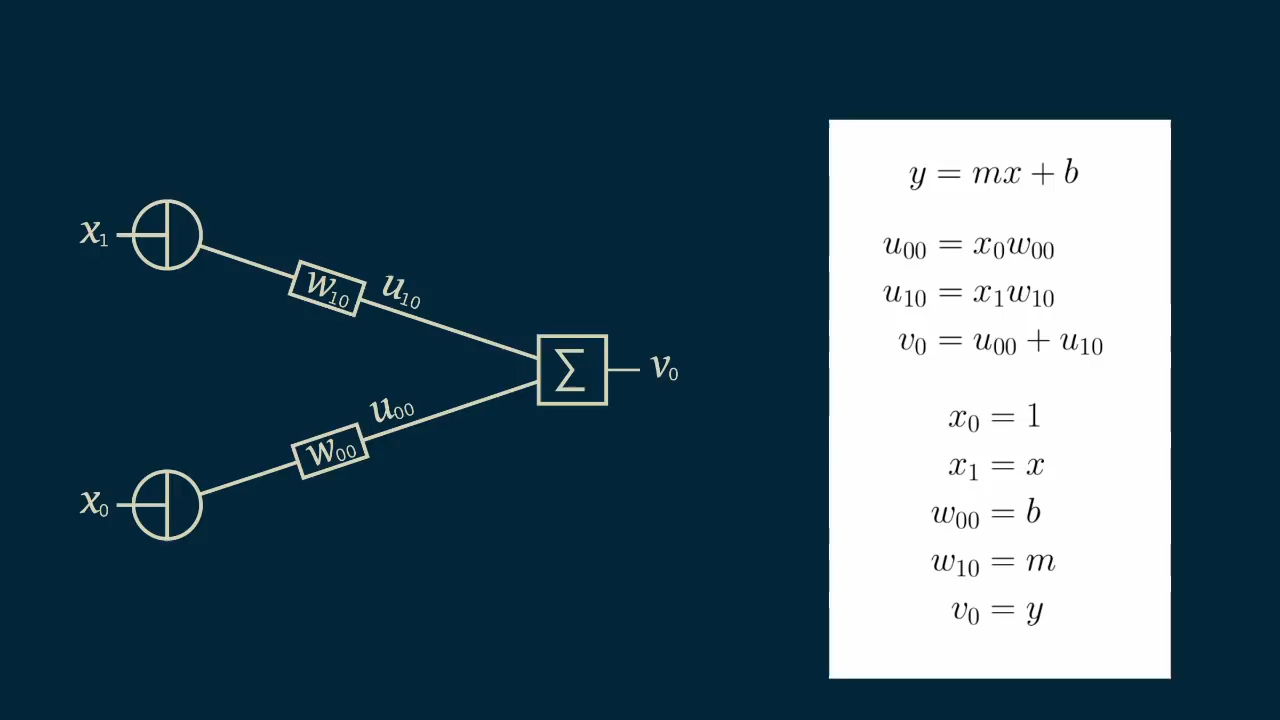 x₁
w₁₀
u₁₀
Σ
v₀
u₀₀
w₀₀
x₀
y = mx + b
u₀₀ = x₀w₀₀
u₁₀ = x₁w₁₀
v₀ = u₀₀ + u₁₀
x₀ = 1
x₁ = x
w₀₀ = b
w₁₀ = m
v₀ = y